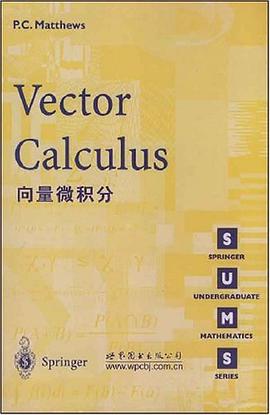 P.C. Matthews
Vector
Calculus
向量微积分
S
SPRINGER
U
UNDERGRADUATE
M
MATHEMATICS
S
SERIES
Springer
世界图书出版公司
www.wpcbj.com.cn